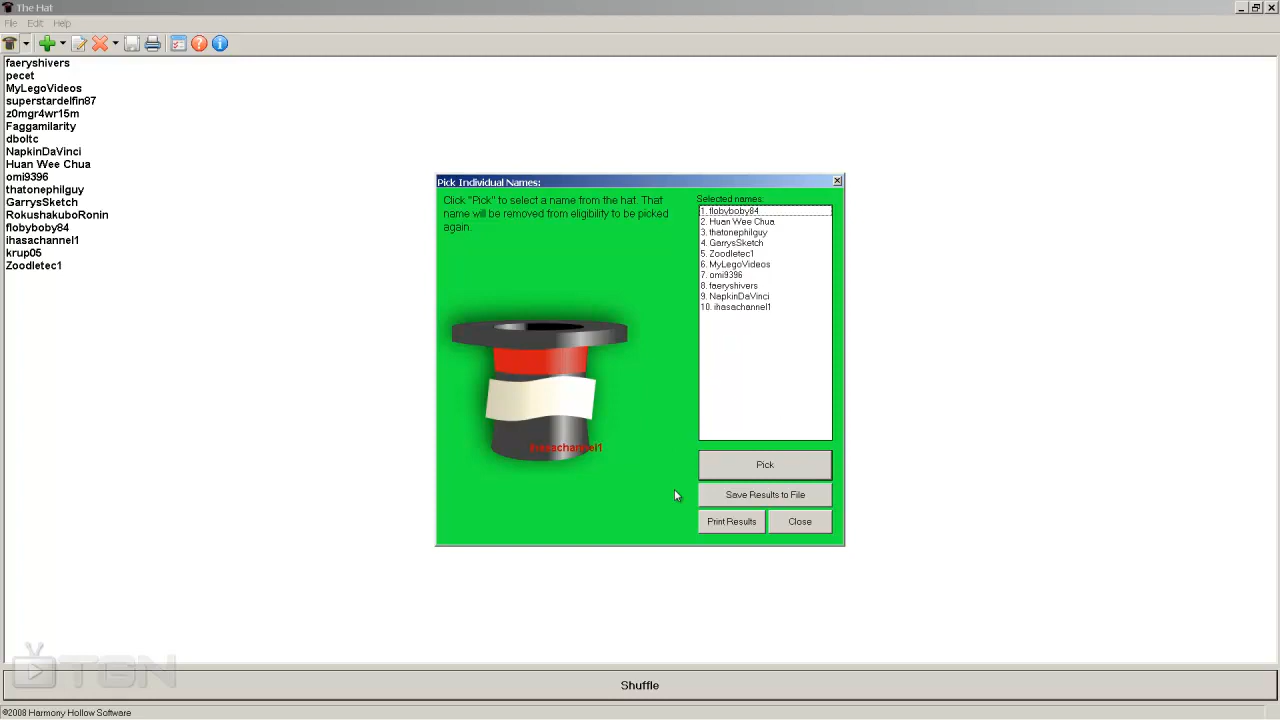 The Hat
File Edit Help
faeryshivers
pecet
MyLegoVideos
superstardelfin87
z0mgr4wr15m
Faggamilarity
dboltc
NapkinDaVinci
Huan Wee Chua
omi9396
thatonephilguy
GarrysSketch
RokushakuboRonin
flobyboby84
ihasachannel1
krup05
Zoodletec1
Pick Individual Names:
Click "Pick" to select a name from the hat. That
name will be removed from eligibility to be picked
again.
ihasachannel1
Selected names:
1. flobyboby84
2. Huan Wee Chua
3. thatonephilguy
4. GarrysSketch
5. Zoodletec1
6. MyLegoVideos
7. omi9396
8. faeryshivers
9. NapkinDaVinci
10. ihasachannel1
Pick
Save Results to File
Print Results Close
TGN
Shuffle
©2008 Harmony Hollow Software